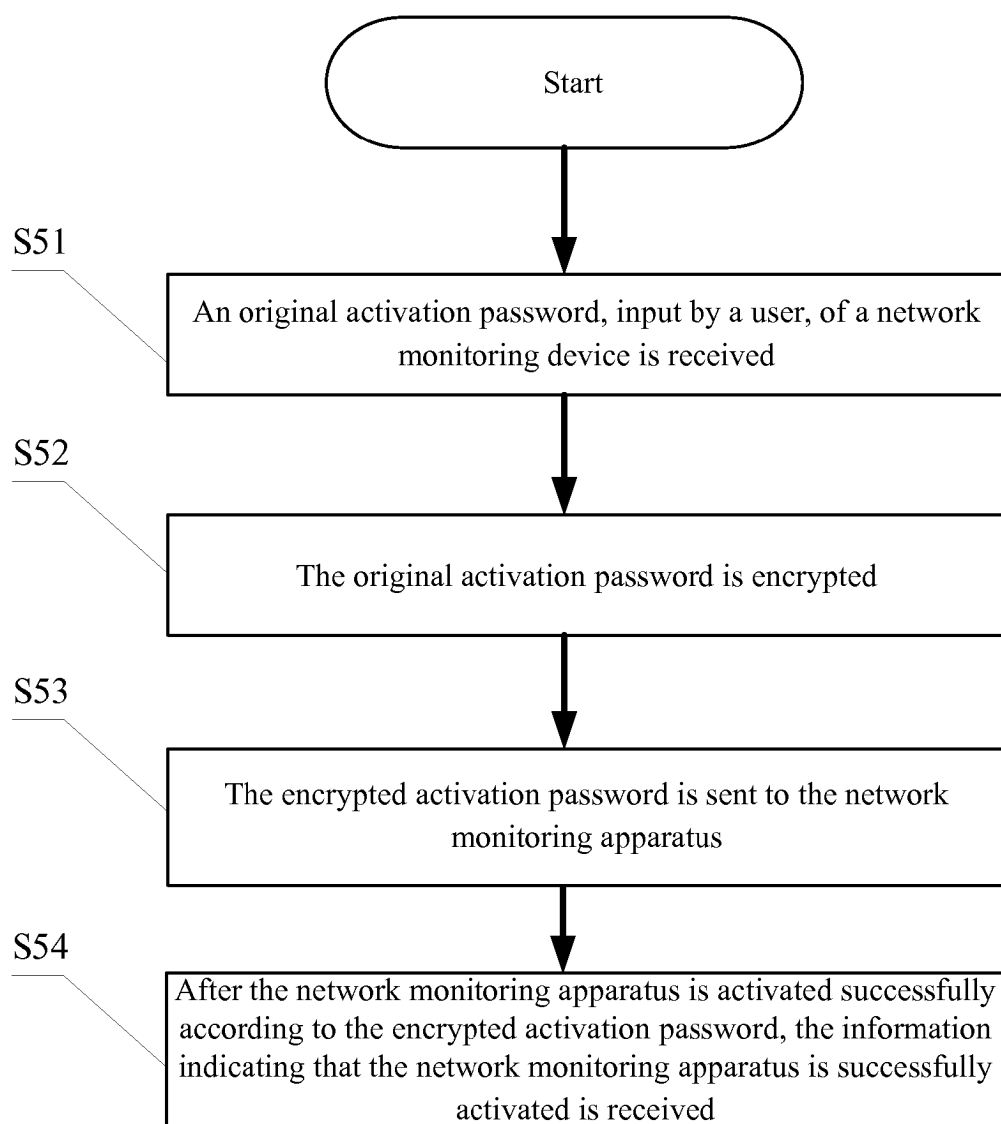 Start
S51
An original activation password, input by a user, of a network
monitoring device is received
S52
The original activation password is encrypted
S53
The encrypted activation password is sent to the network
monitoring apparatus
S54
After the network monitoring apparatus is activated successfully
according to the encrypted activation password, the information
indicating that the network monitoring apparatus is successfully
activated is received